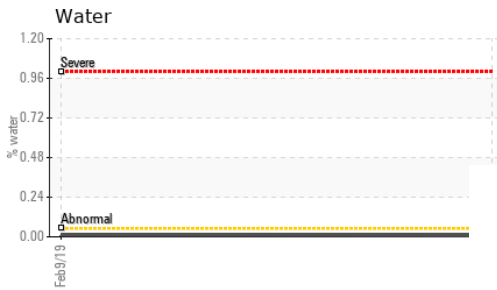 Water
1.20
Severe
0.96
0.72
% water
0.48
0.24
Abnormal
0.00
Feb9/19